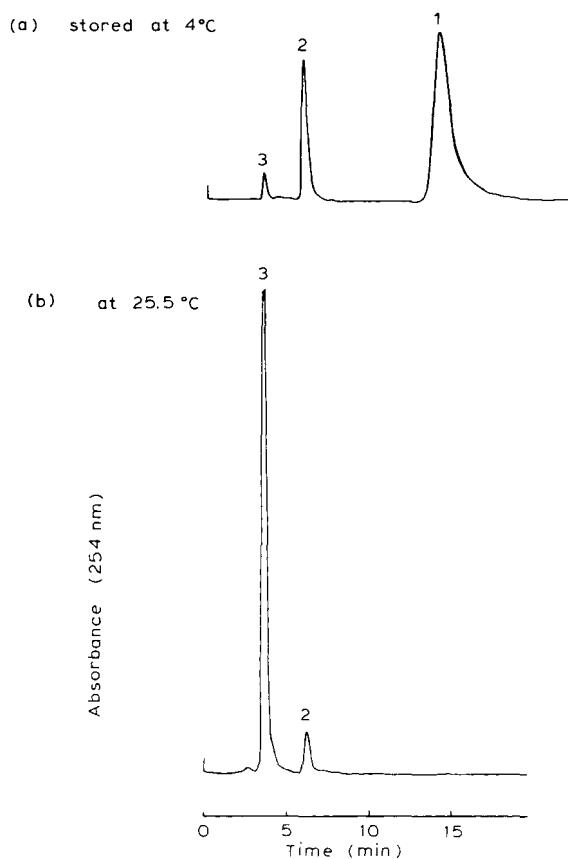 (a) stored at 4°C
1
2
3
(b) at 25.5 °C
3
2
Absorbance (254 nm)
0 5 10 15
Time (min)